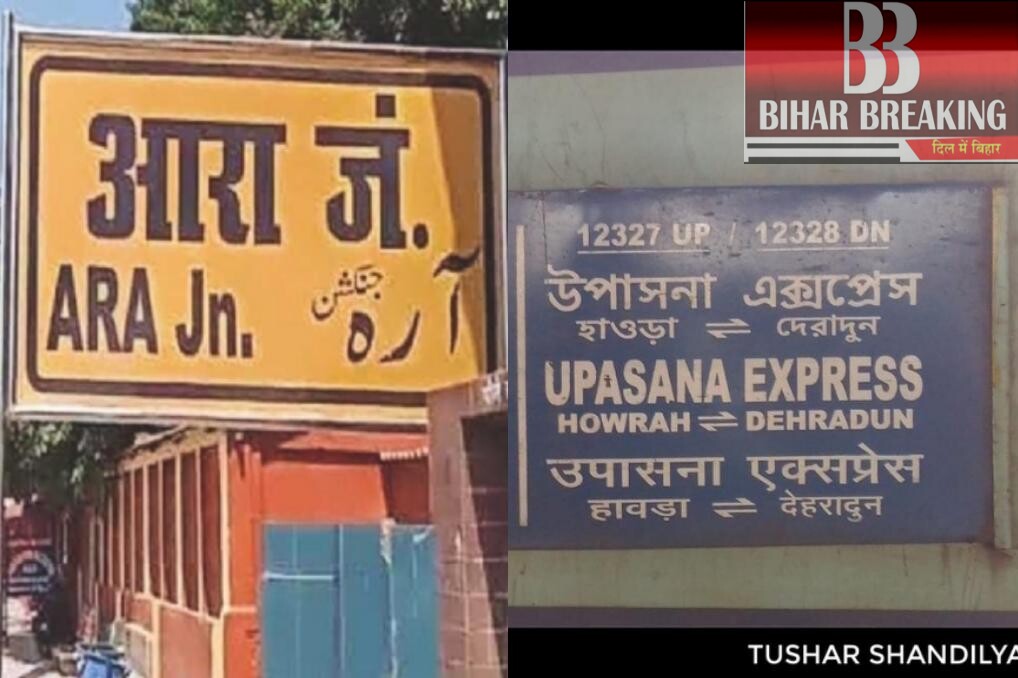 आरा जं.
ARA Jn.
آرہ جنکشن
BB
BIHAR BREAKING
दिल में बिहार
12327 UP / 12328 DN
উপাসনা এক্সপ্রেস
হাওড়া ⇌ দেরাদুন
UPASANA EXPRESS
HOWRAH ⇌ DEHRADUN
उपासना एक्सप्रेस
हावड़ा ⇌ देहरादुन
TUSHAR SHANDILYA